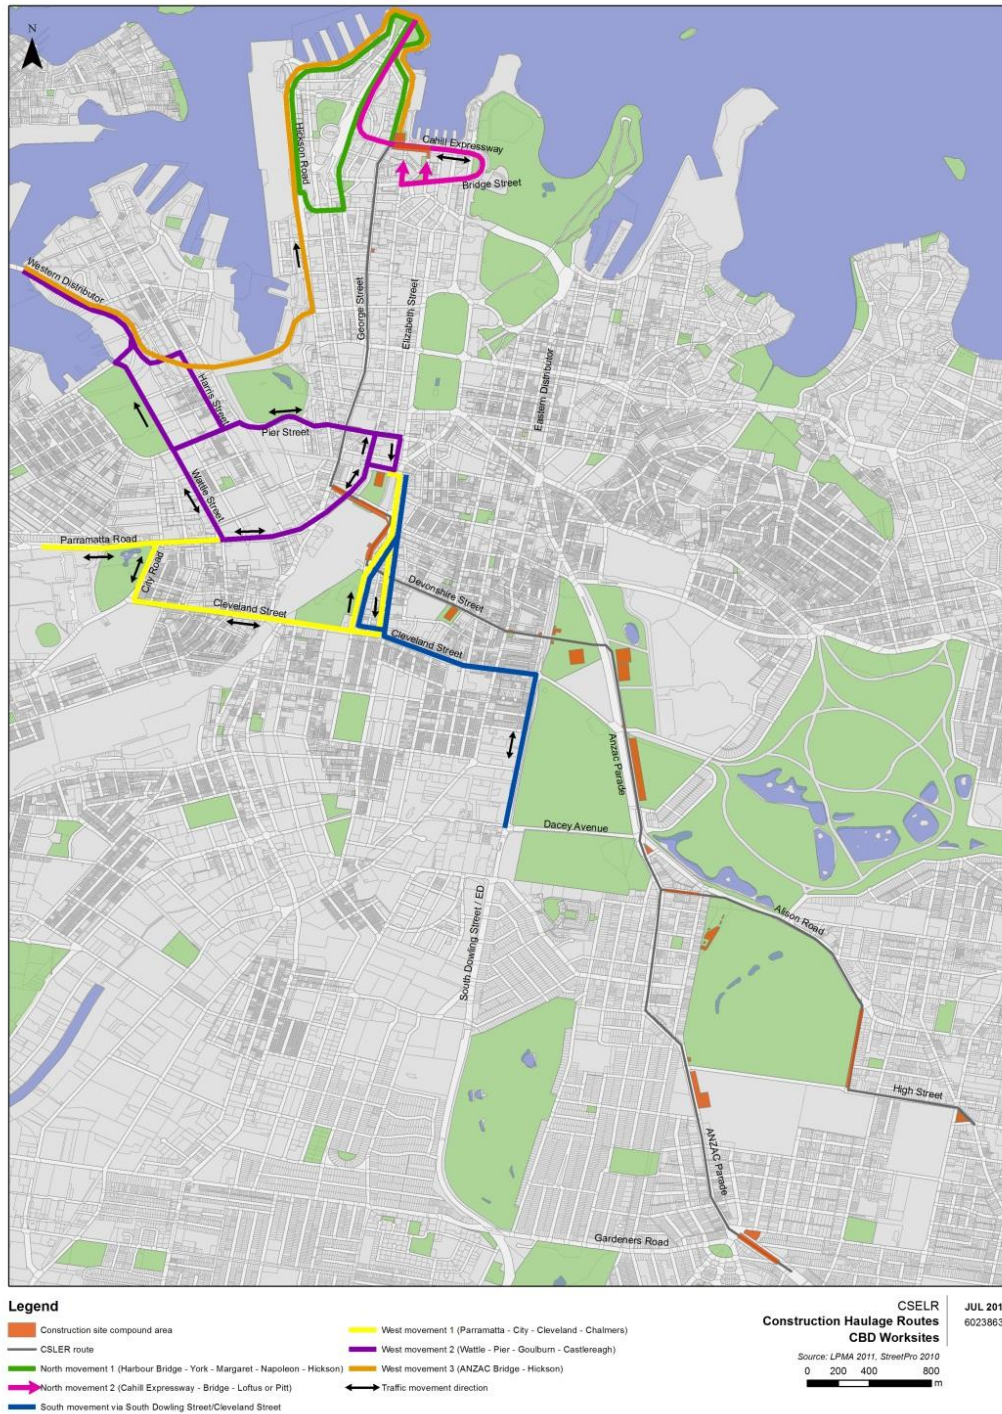 N
Hickson Road
Cahill Expressway
Bridge Street
Western Distributor
George Street
Elizabeth Street
Harris Street
Eastern Distributor
Pier Street
Wattle Street
Parramatta Road
City Road
Cleveland Street
Devonshire Street
Cleveland Street
Anzac Parade
Dacey Avenue
Alison Road
South Dowling Street / ED
High Street
ANZAC Parade
Gardeners Road
Legend
Construction site compound area
CSLER route
North movement 1 (Harbour Bridge - York - Margaret - Napoleon - Hickson)
North movement 2 (Cahill Expressway - Bridge - Loftus or Pitt)
South movement via South Dowling Street/Cleveland Street
West movement 1 (Parramatta - City - Cleveland - Chalmers)
West movement 2 (Wattle - Pier - Goulburn - Castlereagh)
West movement 3 (ANZAC Bridge - Hickson)
Traffic movement direction
CSELR
Construction Haulage Routes
CBD Worksites
Source: LPMA 2011, StreetPro 2010
0 200 400 800
m
JUL 201
6023863